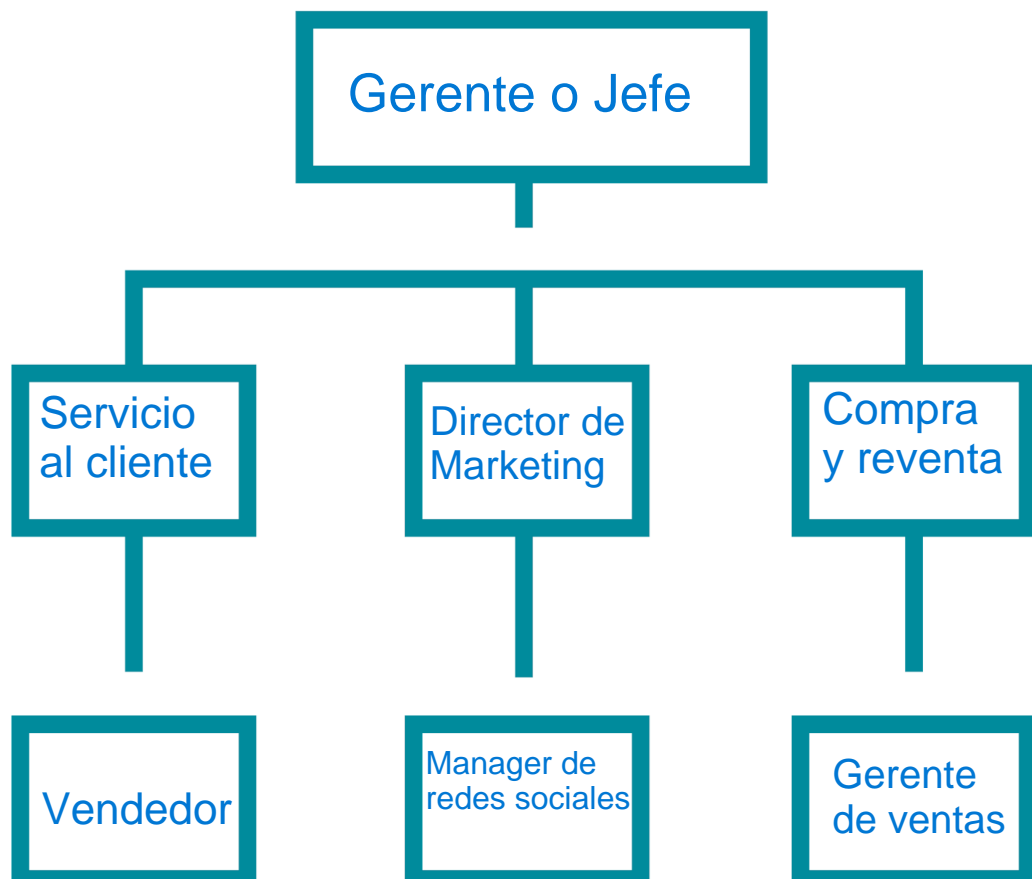 Gerente o Jefe
Servicio
al cliente
Director de
Marketing
Compra
y reventa
Vendedor
Manager de
redes sociales
Gerente
de ventas